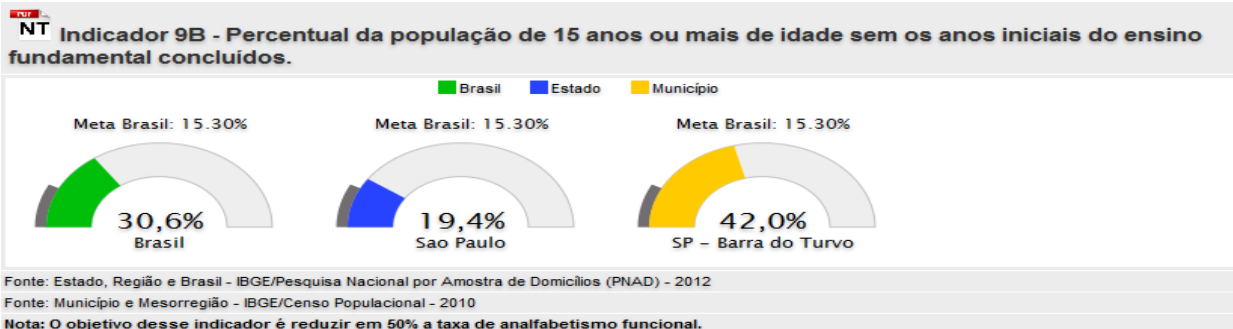 PDF
NT Indicador 9B - Percentual da população de 15 anos ou mais de idade sem os anos iniciais do ensino
fundamental concluídos.
Brasil Estado Município
Meta Brasil: 15.30% Meta Brasil: 15.30% Meta Brasil: 15.30%
30,6% 19,4% 42,0%
Brasil Sao Paulo SP - Barra do Turvo
Fonte: Estado, Região e Brasil - IBGE/Pesquisa Nacional por Amostra de Domicílios (PNAD) - 2012
Fonte: Município e Mesorregião - IBGE/Censo Populacional - 2010
Nota: O objetivo desse indicador é reduzir em 50% a taxa de analfabetismo funcional.